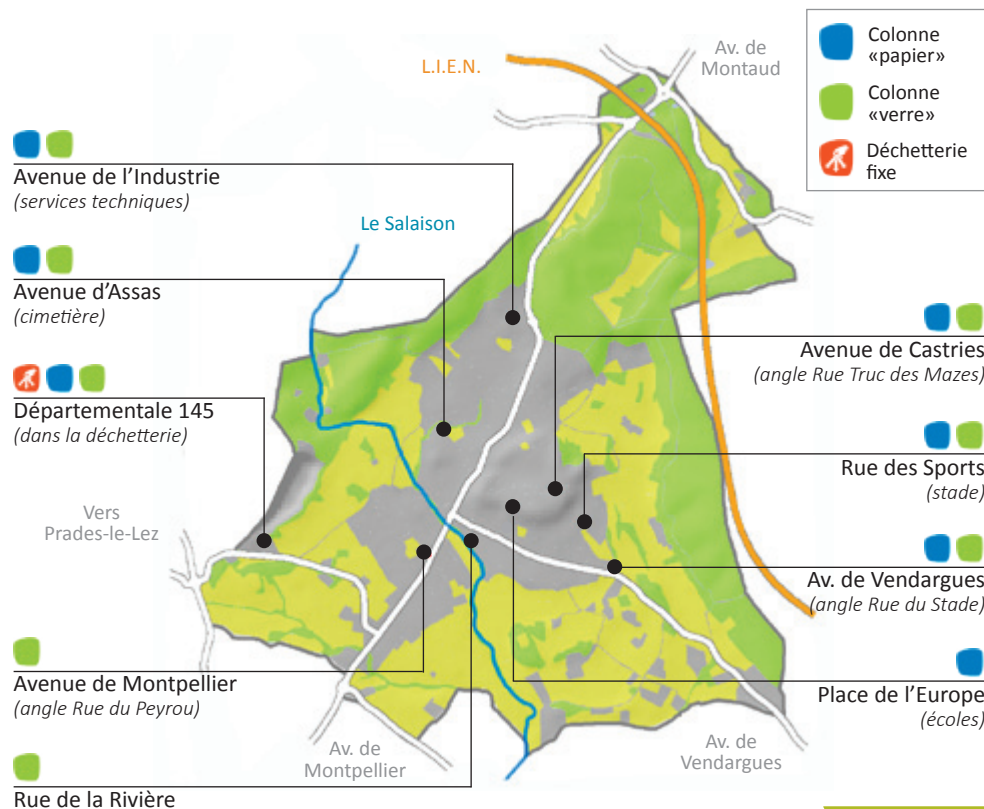 Colonne
«papier»
Colonne
«verre»
Déchetterie
fixe
Av. de
Montaud
L.I.E.N.
Le Salaison
Avenue de l'Industrie
(services techniques)
Avenue d'Assas
(cimetière)
Départementale 145
(dans la déchetterie)
Vers
Prades-le-Lez
Avenue de Montpellier
(angle Rue du Peyrou)
Rue de la Rivière
Avenue de Castries
(angle Rue Truc des Mazes)
Rue des Sports
(stade)
Av. de Vendargues
(angle Rue du Stade)
Place de l'Europe
(écoles)
Av. de
Montpellier
Av. de
Vendargues